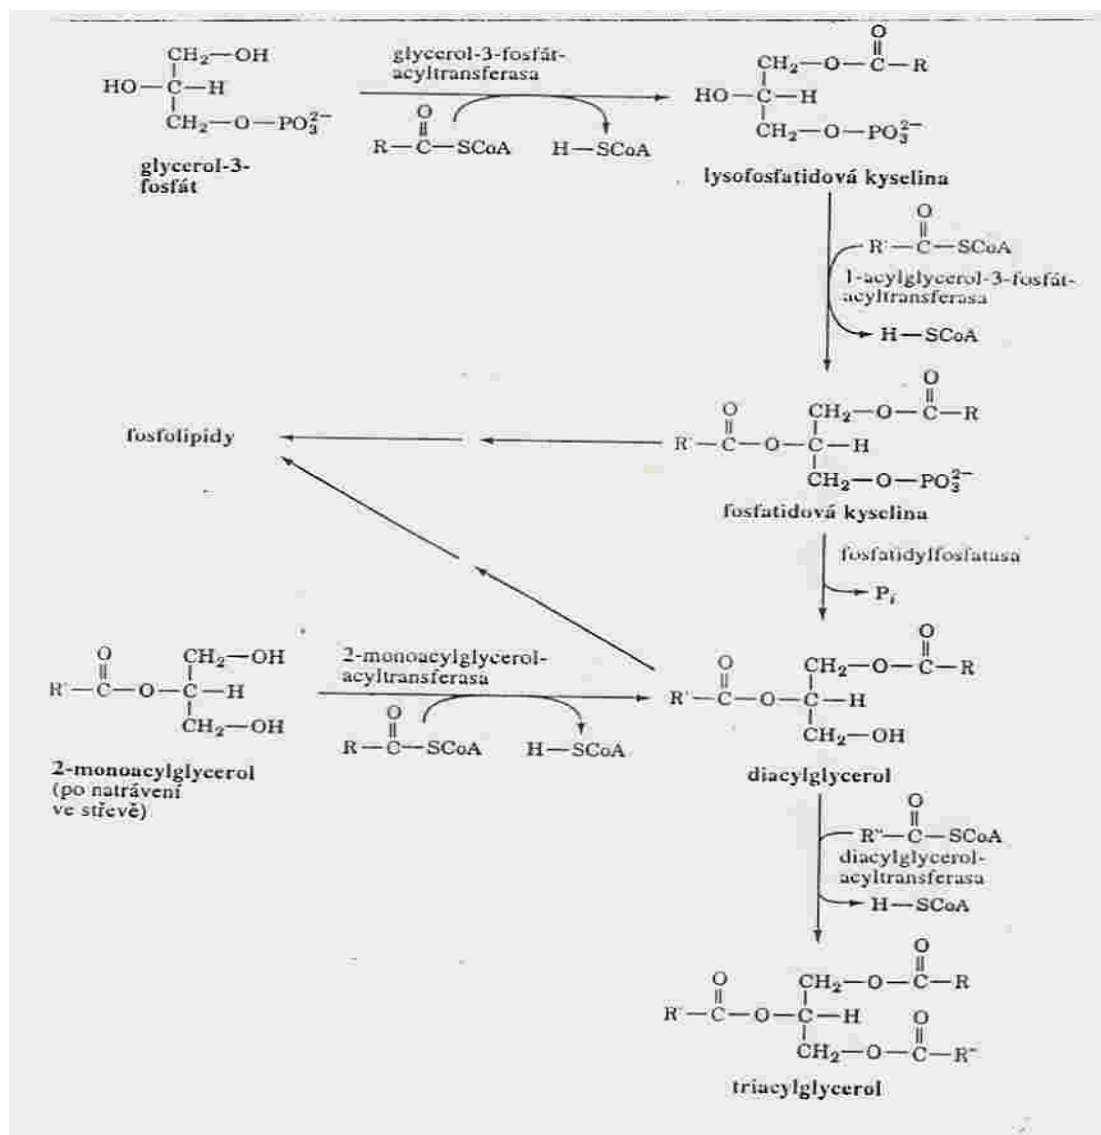 CH₂—OH
HO—C—H
CH₂—O—PO₃²⁻
glycerol-3-
fosfát
glycerol-3-fosfát-
acyltransferasa
O
R—C—SCoA
H—SCoA
O
CH₂—O—C—R
HO—C—H
CH₂—O—PO₃²⁻
lysofosfatidová kyselina
O
R'—C—SCoA
1-acylglycerol-3-fosfát-
acyltransferasa
H—SCoA
O
CH₂—O—C—R
O
R'—C—O—C—H
CH₂—O—PO₃²⁻
fosfatidová kyselina
fosfolipidy
fosfatidylfosfatasa
Pᵢ
O
CH₂—OH
R'—C—O—C—H
CH₂—OH
2-monoacylglycerol
(po natrávení
ve střevě)
2-monoacylglycerol-
acyltransferasa
O
R—C—SCoA
H—SCoA
O
CH₂—O—C—R
O
R'—C—O—C—H
CH₂—OH
diacylglycerol
O
R''—C—SCoA
diacylglycerol-
acyltransferasa
H—SCoA
O
CH₂—O—C—R
O
R'—C—O—C—H
O
CH₂—O—C—R''
triacylglycerol